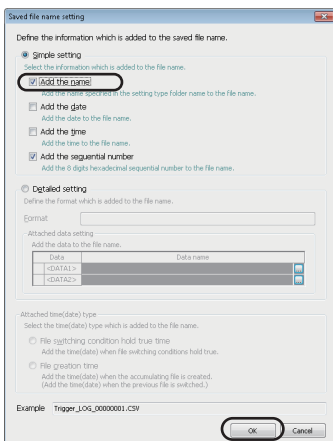 Saved file name setting
Define the information which is added to the saved file name.
Simple setting
Select the information which is added to the file name.
Add the name
Add the name specified in the setting type folder name to the file name.
Add the date
Add the date to the file name.
Add the time
Add the time to the file name.
Add the sequential number
Add the 8 digits hexadecimal sequential number to the file name.
Detailed setting
Define the format which is added to the file name.
Format
Attached data setting
Add the data to the file name.
Data Data name
<DATA1> ...
<DATA2> ...
Attached time(date) type
Select the time(date) type which is added to the file name.
File switching condition hold true time
Add the time(date) when file switching conditions hold true.
File creation time
Add the time(date) when the accumulating file is created.
(Add the time(date) when the previous file is switched.)
Example Trigger_LOG_00000001.CSV
OK Cancel